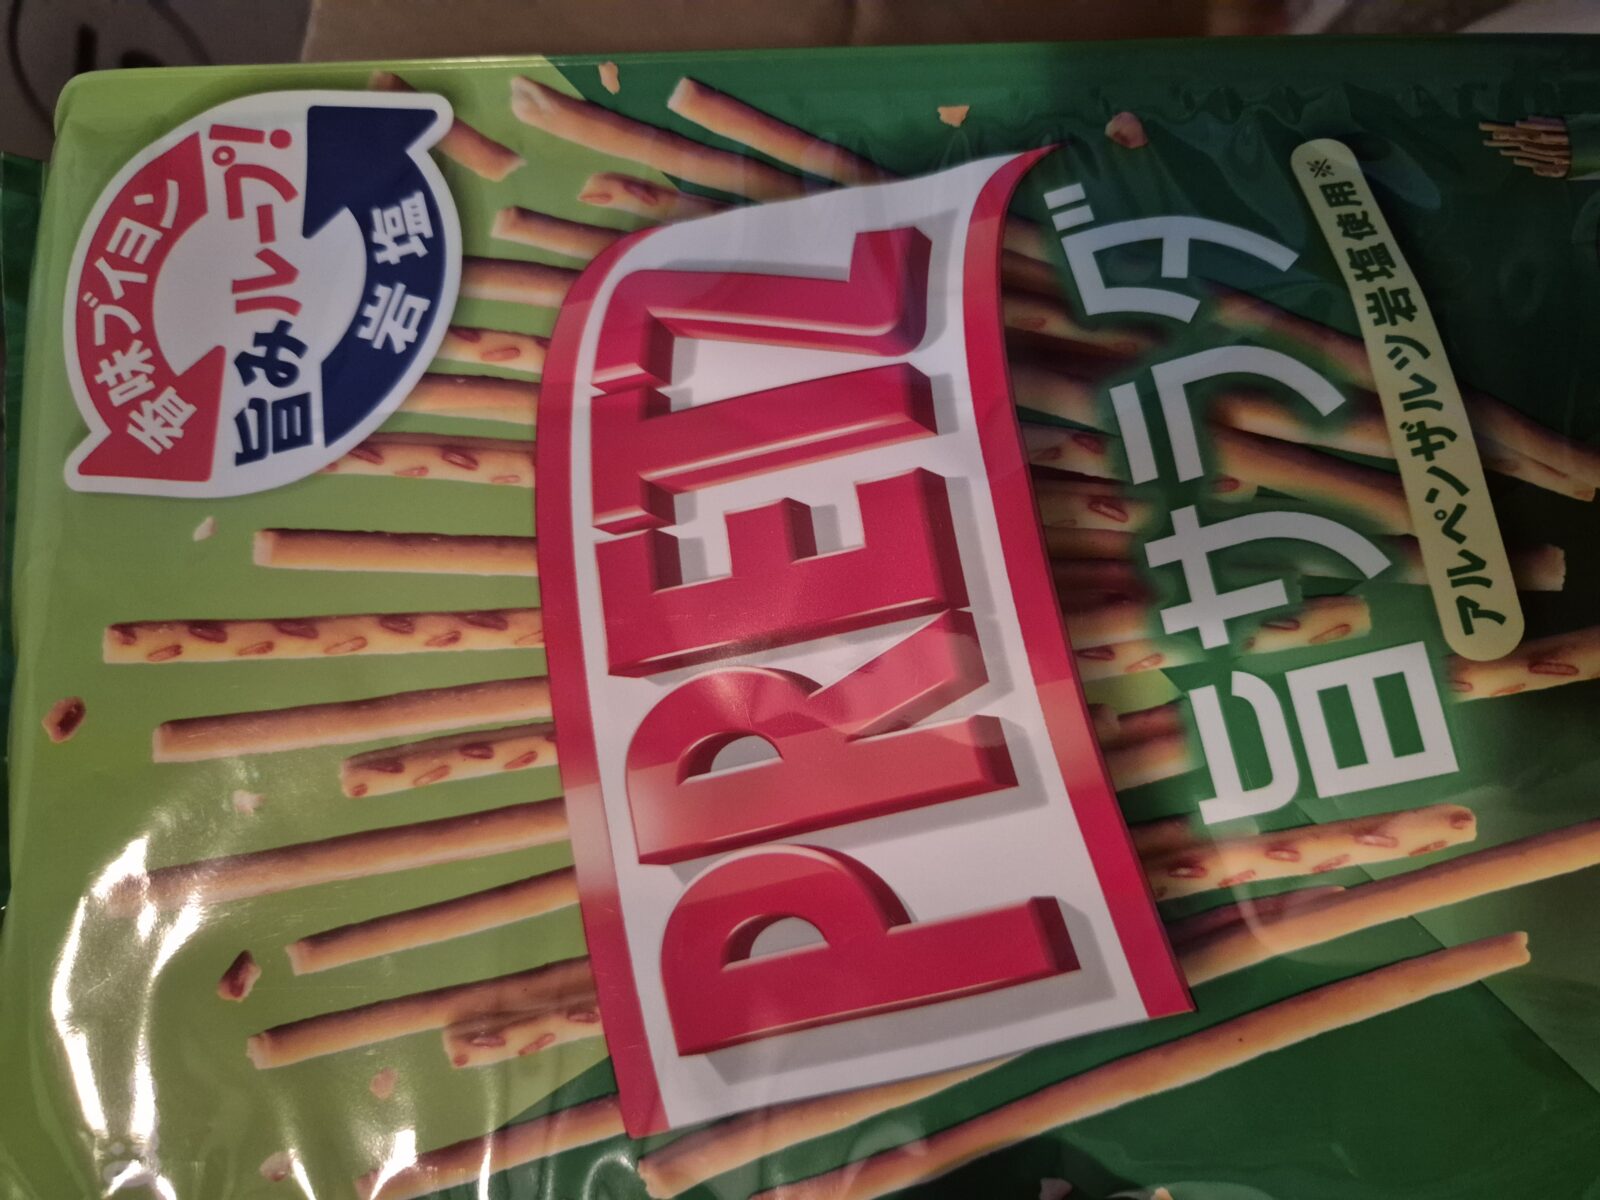 香味ブイヨン
旨みループ!
岩塩
PRETZ
旨サラダ
アルペンザルツ岩塩使用※